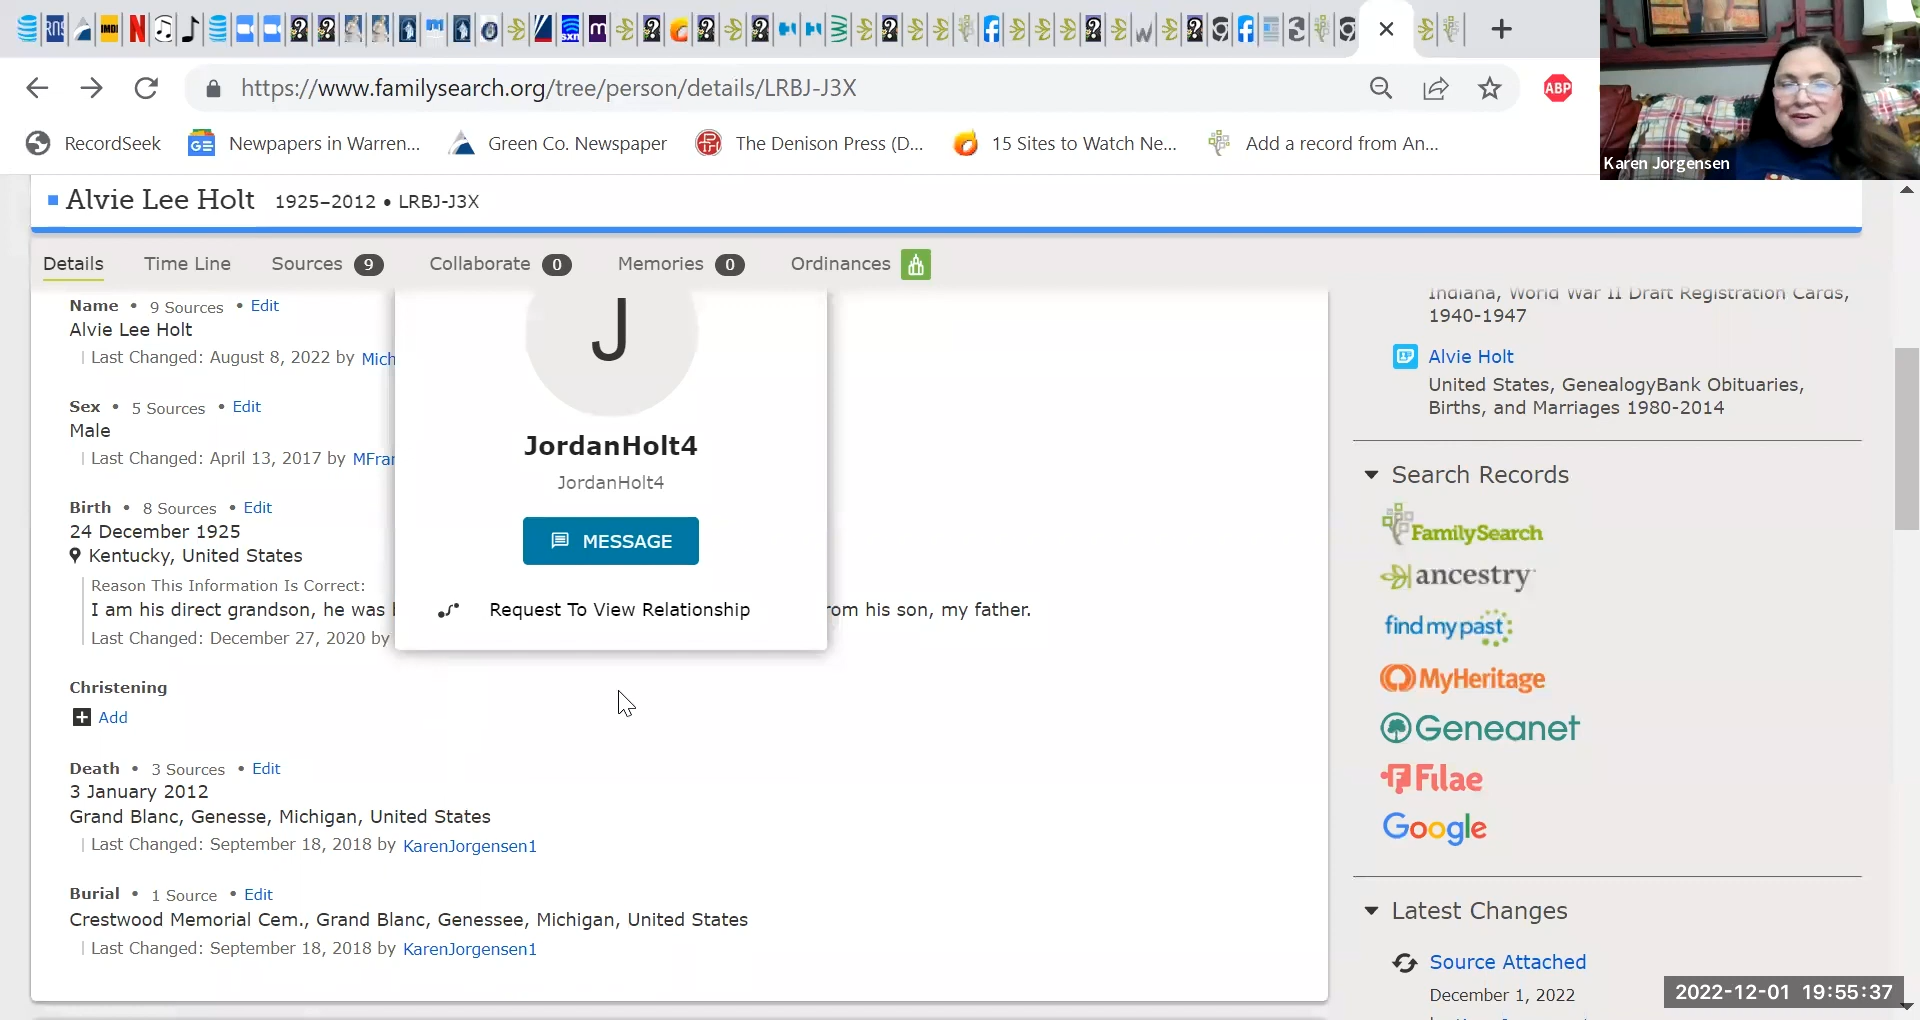 https://www.familysearch.org/tree/person/details/LRBJ-J3X
ABP
RecordSeek
Newpapers in Warren...
Green Co. Newspaper
The Denison Press (D...
15 Sites to Watch Ne...
Add a record from An...
Karen Jorgensen
Alvie Lee Holt 1925–2012 • LRBJ-J3X
Details
Time Line
Sources 9
Collaborate 0
Memories 0
Ordinances
Name • 9 Sources • Edit
Alvie Lee Holt
Last Changed: August 8, 2022 by Mich
Sex • 5 Sources • Edit
Male
Last Changed: April 13, 2017 by MFrar
Birth • 8 Sources • Edit
24 December 1925
Kentucky, United States
Reason This Information Is Correct:
I am his direct grandson, he was
rom his son, my father.
Last Changed: December 27, 2020 by
Christening
Add
Death • 3 Sources • Edit
3 January 2012
Grand Blanc, Genesse, Michigan, United States
Last Changed: September 18, 2018 by KarenJorgensen1
Burial • 1 Source • Edit
Crestwood Memorial Cem., Grand Blanc, Genessee, Michigan, United States
Last Changed: September 18, 2018 by KarenJorgensen1
J
JordanHolt4
JordanHolt4
MESSAGE
Request To View Relationship
Indiana, World War II Draft Registration Cards,
1940-1947
Alvie Holt
United States, GenealogyBank Obituaries,
Births, and Marriages 1980-2014
Search Records
FamilySearch
ancestry
findmypast
MyHeritage
Geneanet
Filae
Google
Latest Changes
Source Attached
December 1, 2022
2022-12-01 19:55:37